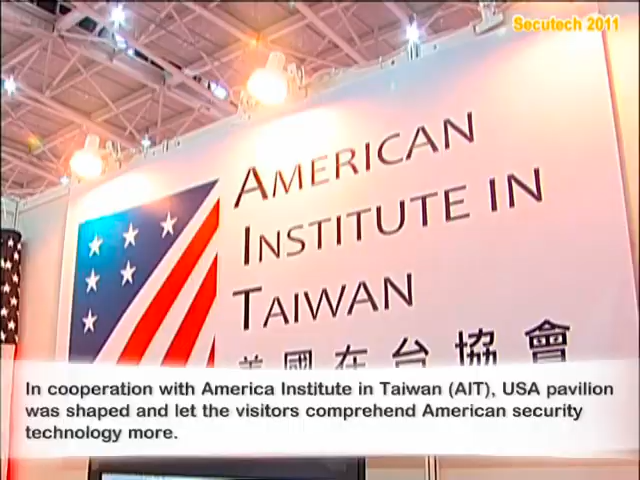 Secutech 2011
AMERICAN
INSTITUTE IN
TAIWAN
美國在台協會
In cooperation with America Institute in Taiwan (AIT), USA pavilion
was shaped and let the visitors comprehend American security
technology more.